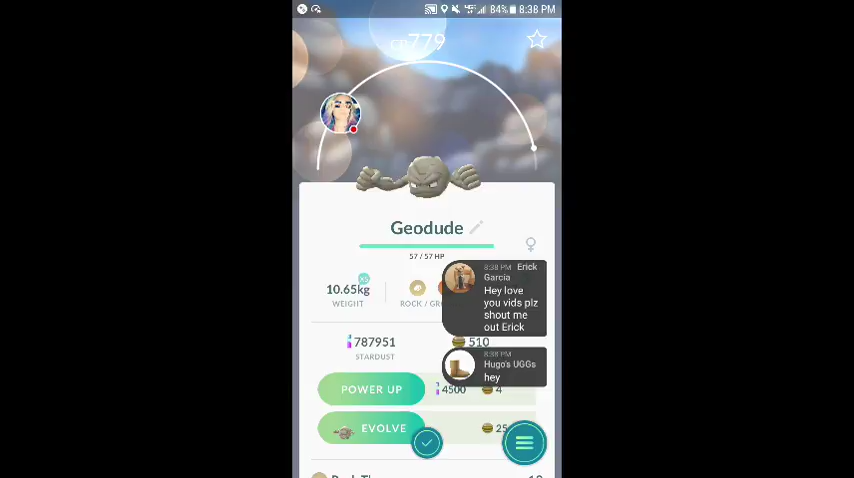 84% 8:38 PM
CP779
Geodude
57 / 57 HP
XS
10.65kg
WEIGHT
ROCK / GR
787951
STARDUST
510
POWER UP
4500
4
EVOLVE
25
8:38 PM Erick
Garcia
Hey love
you vids plz
shout me
out Erick
8:38 PM
Hugo's UGGs
hey